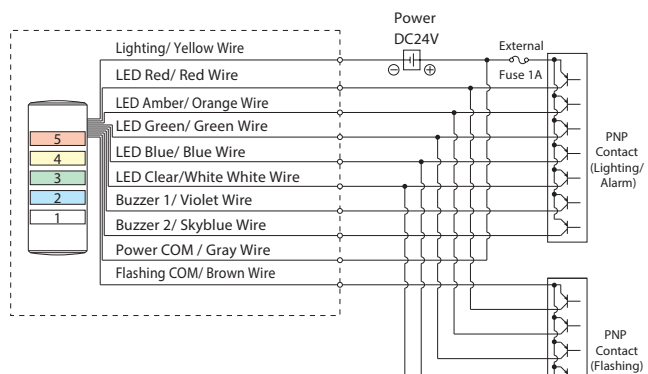 Power
DC24V
External
Fuse 1A
Lighting/ Yellow Wire
LED Red/ Red Wire
LED Amber/ Orange Wire
LED Green/ Green Wire
LED Blue/ Blue Wire
LED Clear/White White Wire
Buzzer 1/ Violet Wire
Buzzer 2/ Skyblue Wire
Power COM / Gray Wire
Flashing COM/ Brown Wire
5
4
3
2
1
PNP
Contact
(Lighting/
Alarm)
PNP
Contact
(Flashing)